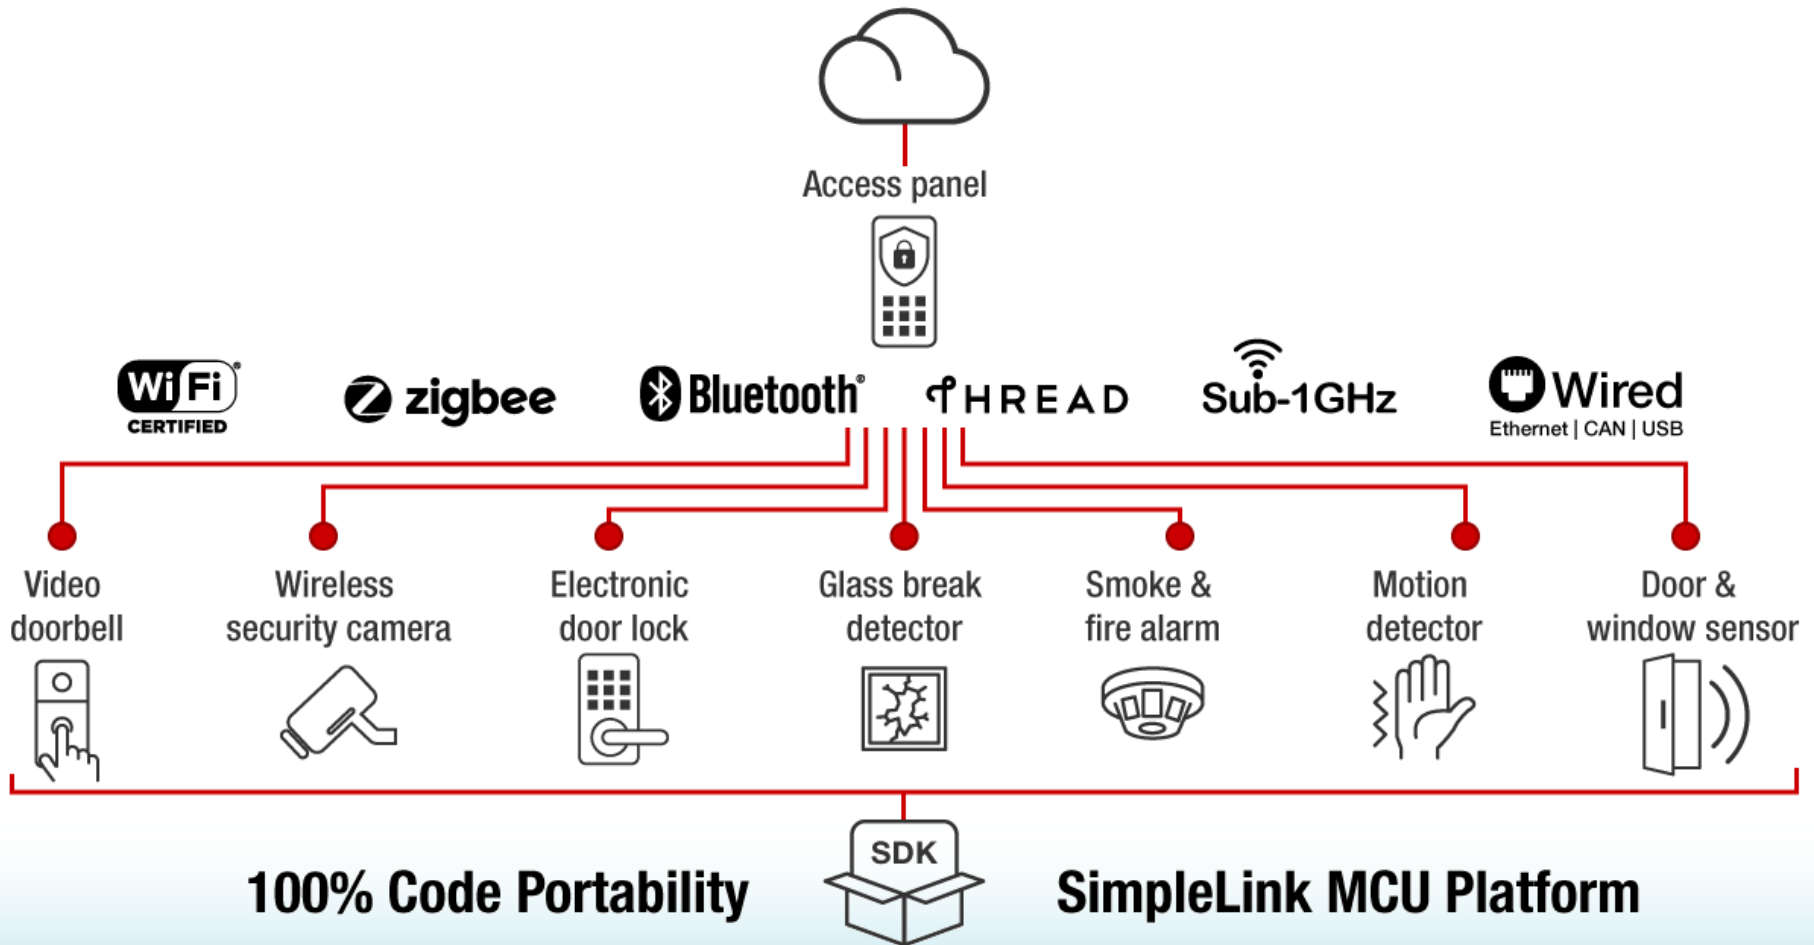 Access panel
Wi Fi®
CERTIFIED
zigbee
Bluetooth®
THREAD
Sub-1GHz
Wired
Ethernet | CAN | USB
Video
doorbell
Wireless
security camera
Electronic
door lock
Glass break
detector
Smoke &
fire alarm
Motion
detector
Door &
window sensor
SDK
100% Code Portability
SimpleLink MCU Platform